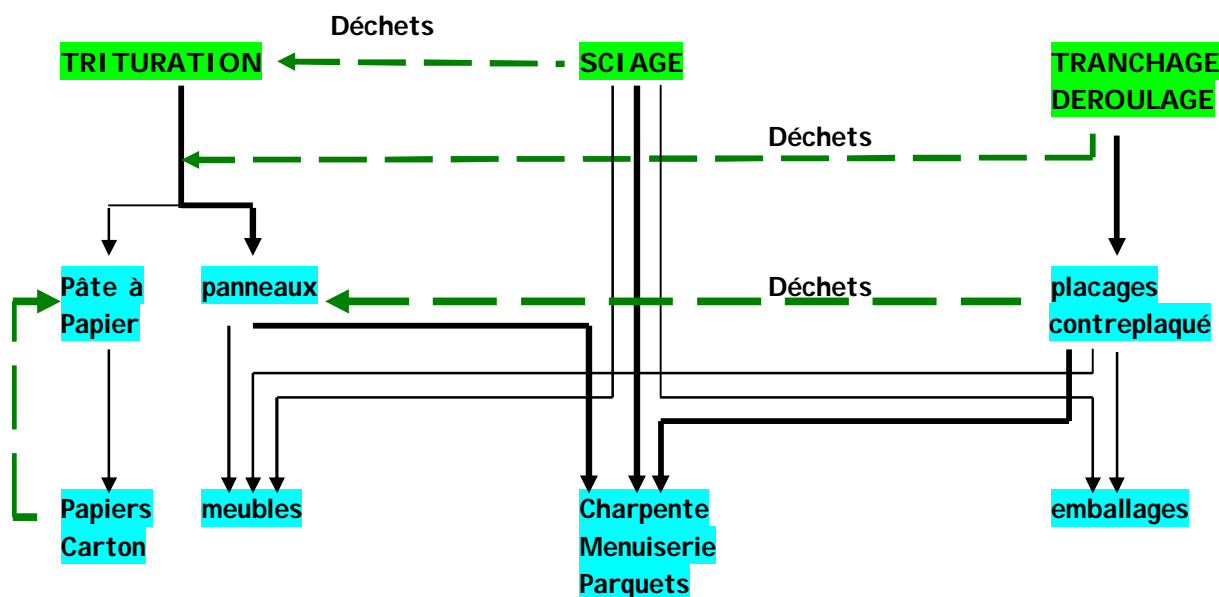 Déchets
TRITURATION
SCIAGE
TRANCHAGE
DEROULAGE
Déchets
Pâte à
Papier
panneaux
Déchets
placages
contreplaqué
Papiers
Carton
meubles
Charpente
Menuiserie
Parquets
emballages